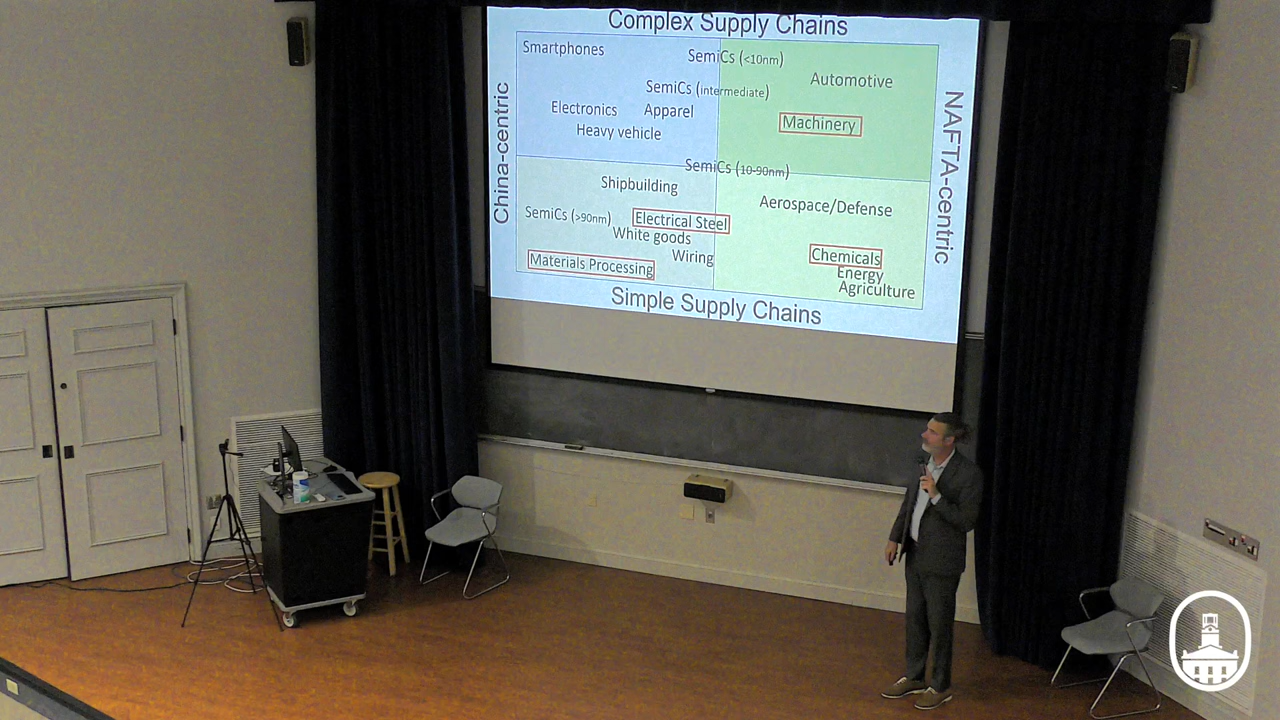 Complex Supply Chains
Smartphones
SemiCs (<10nm)
Automotive
SemiCs (intermediate)
Electronics
Apparel
Machinery
Heavy vehicle
China-centric
NAFTA-centric
SemiCs (10-90nm)
Shipbuilding
Aerospace/Defense
SemiCs (>90nm)
Electrical Steel
White goods
Wiring
Chemicals
Materials Processing
Energy
Agriculture
Simple Supply Chains